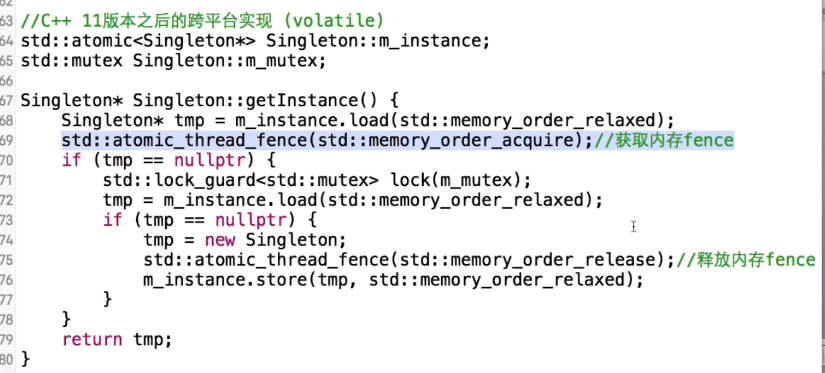 62
63 //C++ 11版本之后的跨平台实现 (volatile)
64 std::atomic<Singleton*> Singleton::m_instance;
65 std::mutex Singleton::m_mutex;
66
67 Singleton* Singleton::getInstance() {
68     Singleton* tmp = m_instance.load(std::memory_order_relaxed);
69     std::atomic_thread_fence(std::memory_order_acquire);//获取内存fence
70     if (tmp == nullptr) {
71         std::lock_guard<std::mutex> lock(m_mutex);
72         tmp = m_instance.load(std::memory_order_relaxed);
73         if (tmp == nullptr) {
74             tmp = new Singleton;
75             std::atomic_thread_fence(std::memory_order_release);//释放内存fence
76             m_instance.store(tmp, std::memory_order_relaxed);
77         }
78     }
79     return tmp;
80 }